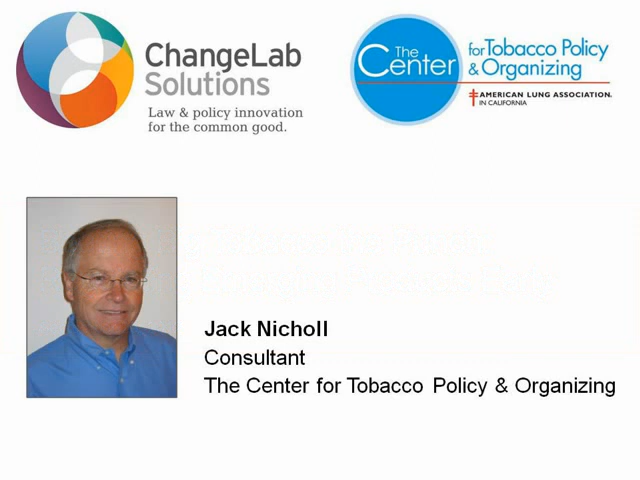 ChangeLab
Solutions
Law & policy innovation
for the common good.
The
Center
for Tobacco Policy
& Organizing
AMERICAN LUNG ASSOCIATION.
IN CALIFORNIA
Jack Nicholl
Consultant
The Center for Tobacco Policy & Organizing